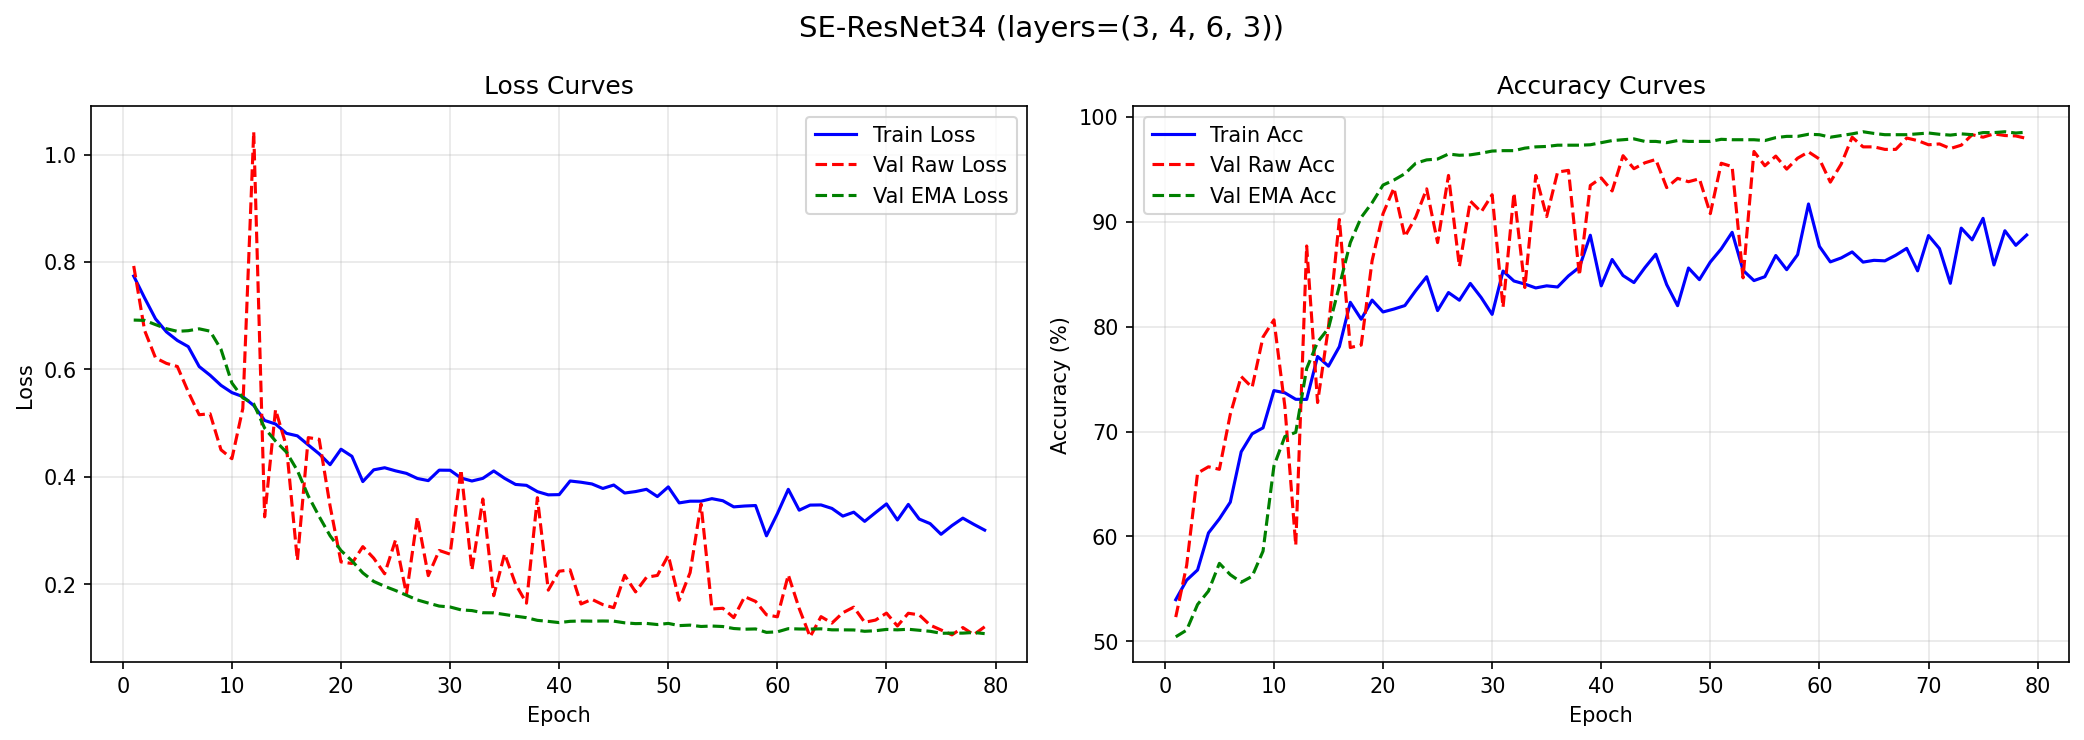 SE-ResNet34 (layers=(3, 4, 6, 3))
Loss Curves
Train Loss
Val Raw Loss
Val EMA Loss
Loss
1.0
0.8
0.6
0.4
0.2
0 10 20 30 40 50 60 70 80
Epoch
Accuracy Curves
Train Acc
Val Raw Acc
Val EMA Acc
Accuracy (%)
100
90
80
70
60
50
0 10 20 30 40 50 60 70 80
Epoch